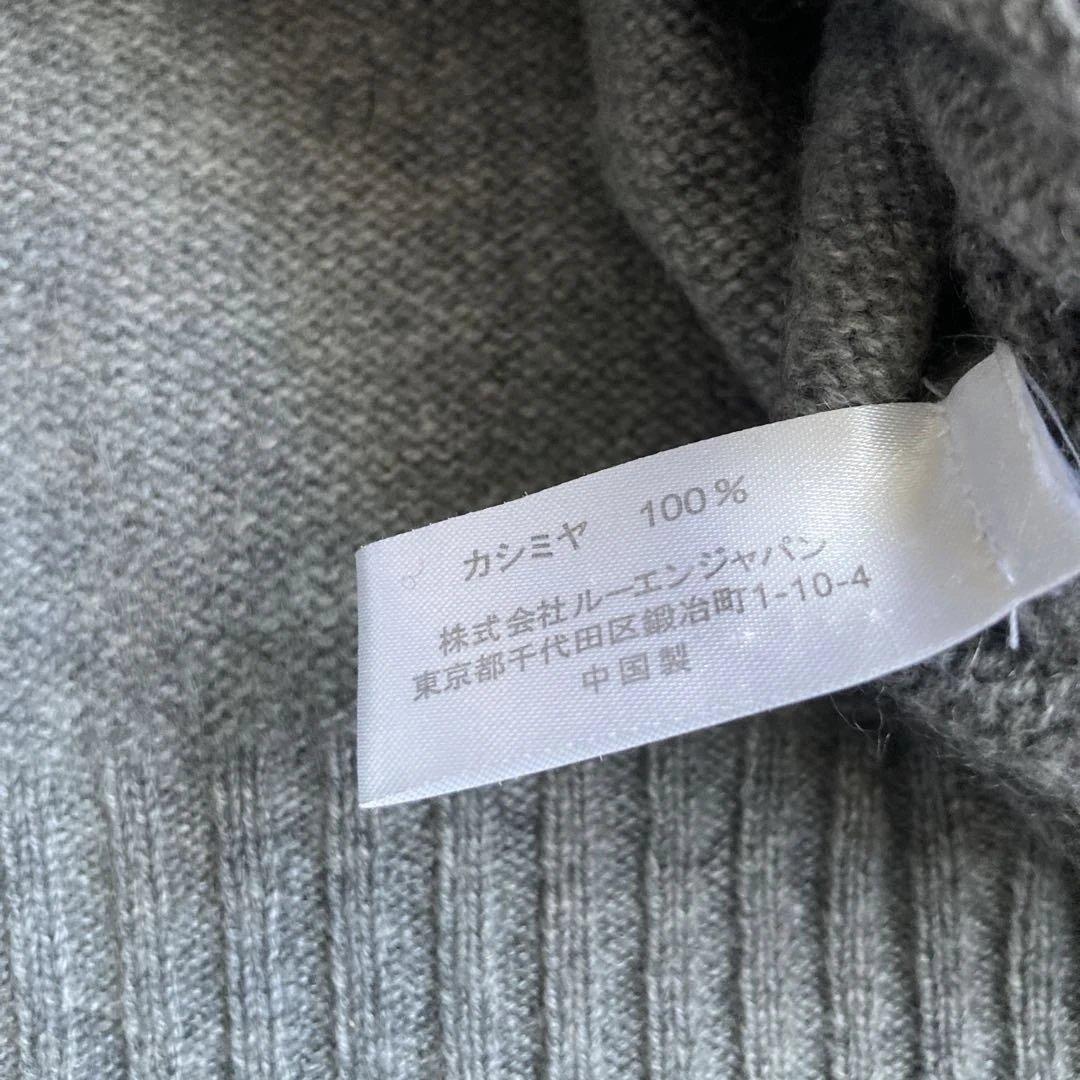 カシミヤ 100%
株式会社ルーエンジャパン
東京都千代田区鍛冶町1-10-4
中国製